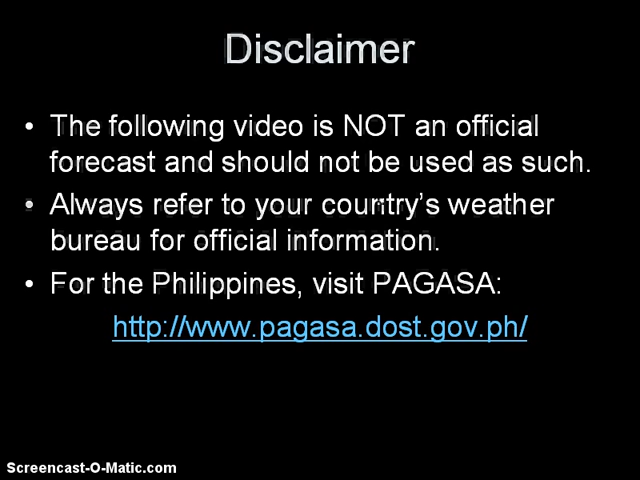 Disclaimer
• The following video is NOT an official
forecast and should not be used as such.
• Always refer to your country's weather
bureau for official information.
• For the Philippines, visit PAGASA:
http://www.pagasa.dost.gov.ph/
Screencast-O-Matic.com